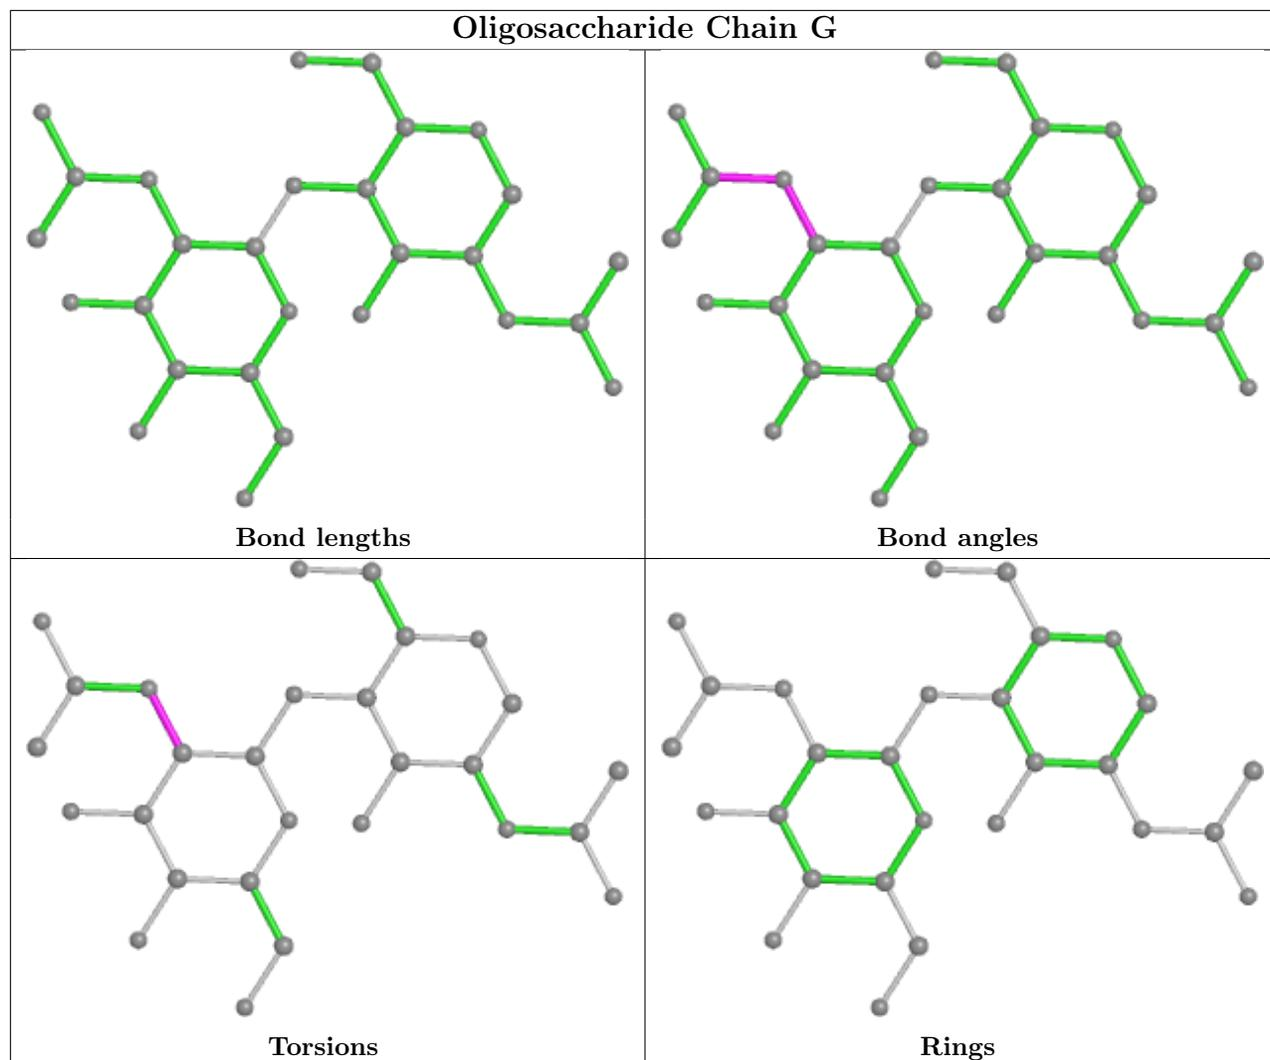 Oligosaccharide Chain G
Bond lengths
Bond angles
Torsions
Rings